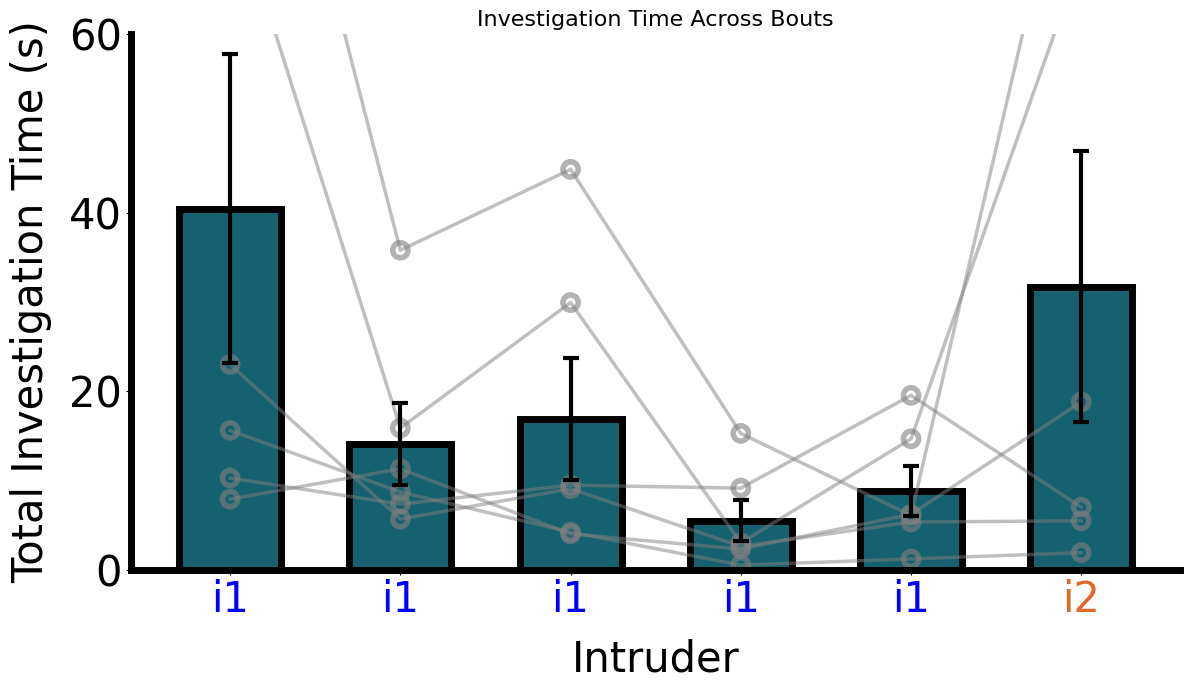 Investigation Time Across Bouts
Total Investigation Time (s)
60
40
20
0
i1 i1 i1 i1 i1 i2
Intruder